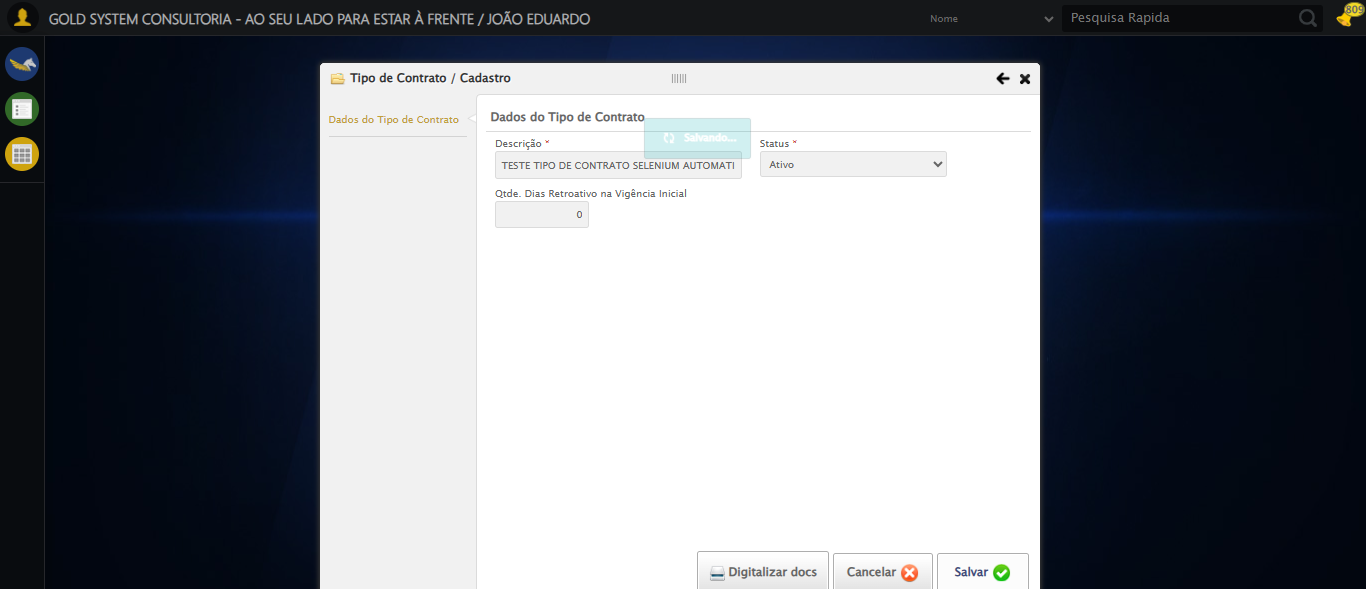 GOLD SYSTEM CONSULTORIA - AO SEU LADO PARA ESTAR À FRENTE / JOÃO EDUARDO
Nome
Pesquisa Rapida
809
Tipo de Contrato / Cadastro
Dados do Tipo de Contrato
Dados do Tipo de Contrato
Salvando...
Descrição *
Status *
TESTE TIPO DE CONTRATO SELENIUM AUTOMATI
Ativo
Qtde. Dias Retroativo na Vigência Inicial
0
Digitalizar docs
Cancelar
Salvar